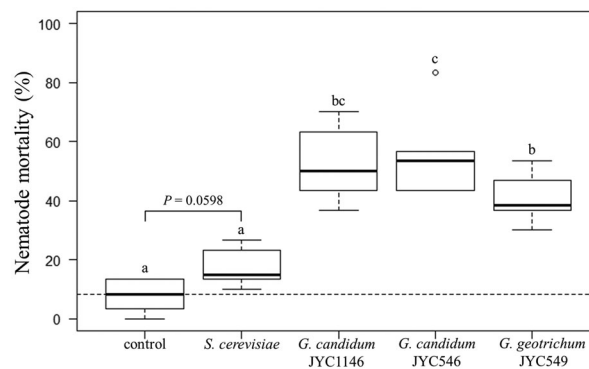 Nematode mortality (%)
100
80
60
40
20
0
a
P = 0.0598
a
bc
c
b
control
S. cerevisiae
G. candidum
JYC1146
G. candidum
JYC546
G. geotrichum
JYC549